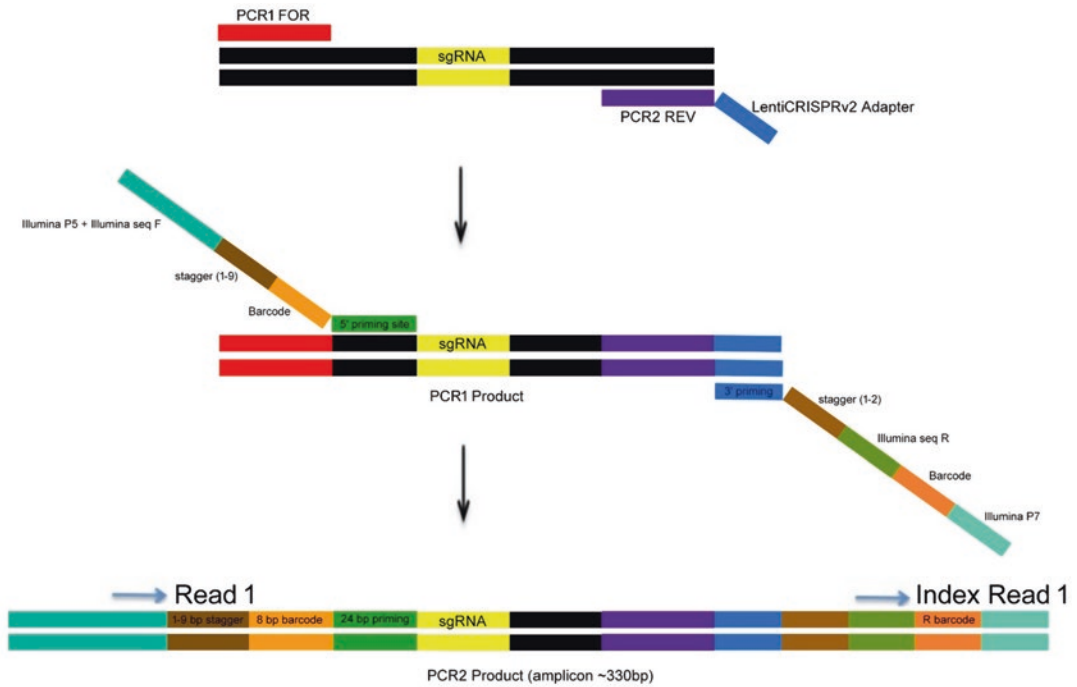 PCR1 FOR
sgRNA
PCR2 REV
LentiCRISPRv2 Adapter
Illumina P5 + Illumina seq F
stagger (1-9)
Barcode
5' priming site
sgRNA
PCR1 Product
3' priming
stagger (1-2)
Illumina seq R
Barcode
Illumina P7
Read 1
Index Read 1
1-9 bp stagger
8 bp barcode
24 bp priming
sgRNA
R barcode
PCR2 Product (amplicon ~330bp)